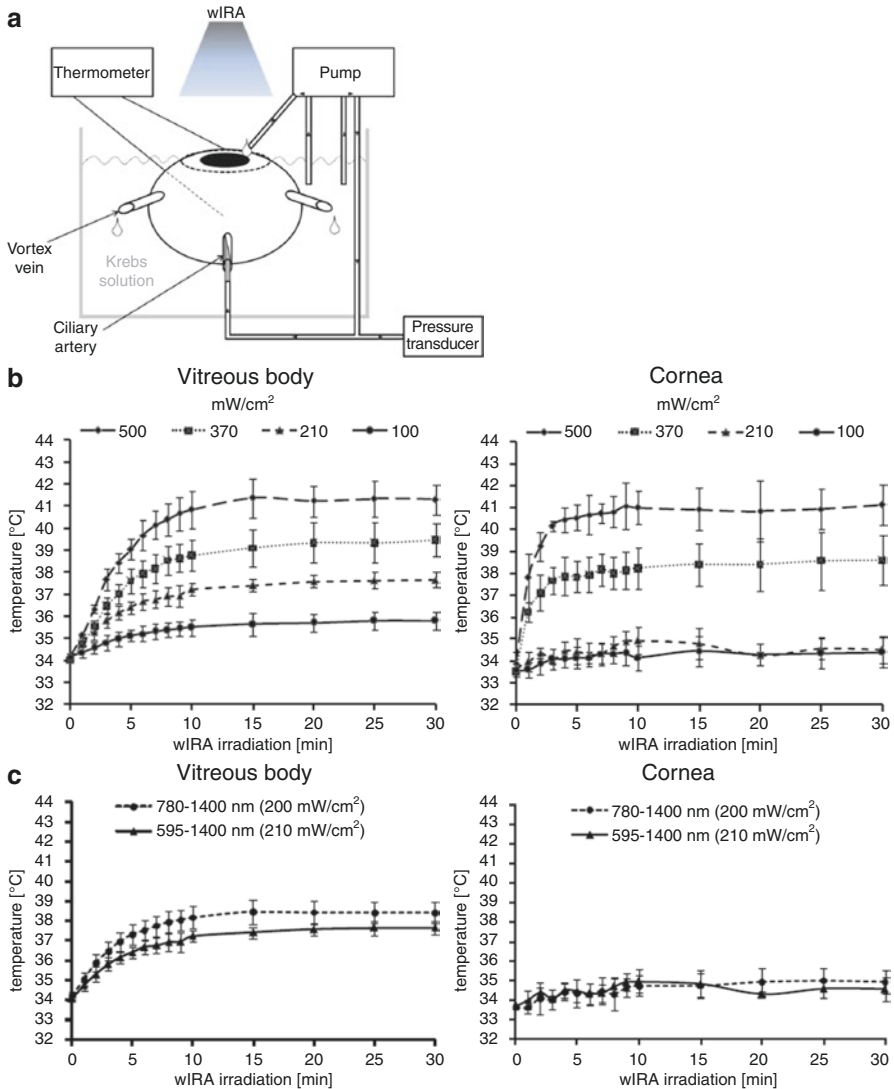 a
wIRA
Thermometer
Pump
Vortex
vein
Krebs
solution
Ciliary
artery
Pressure
transducer
b
Vitreous body
mW/cm²
500 370 210 100
temperature [°C]
44
43
42
41
40
39
38
37
36
35
34
33
32
0 5 10 15 20 25 30
wIRA irradiation [min]
Cornea
mW/cm²
500 370 210 100
temperature [°C]
44
43
42
41
40
39
38
37
36
35
34
33
32
0 5 10 15 20 25 30
wIRA irradiation [min]
c
Vitreous body
780-1400 nm (200 mW/cm²)
595-1400 nm (210 mW/cm²)
temperature [°C]
44
43
42
41
40
39
38
37
36
35
34
33
32
0 5 10 15 20 25 30
wIRA irradiation [min]
Cornea
780-1400 nm (200 mW/cm²)
595-1400 nm (210 mW/cm²)
temperature [°C]
44
43
42
41
40
39
38
37
36
35
34
33
32
0 5 10 15 20 25 30
wIRA irradiation [min]